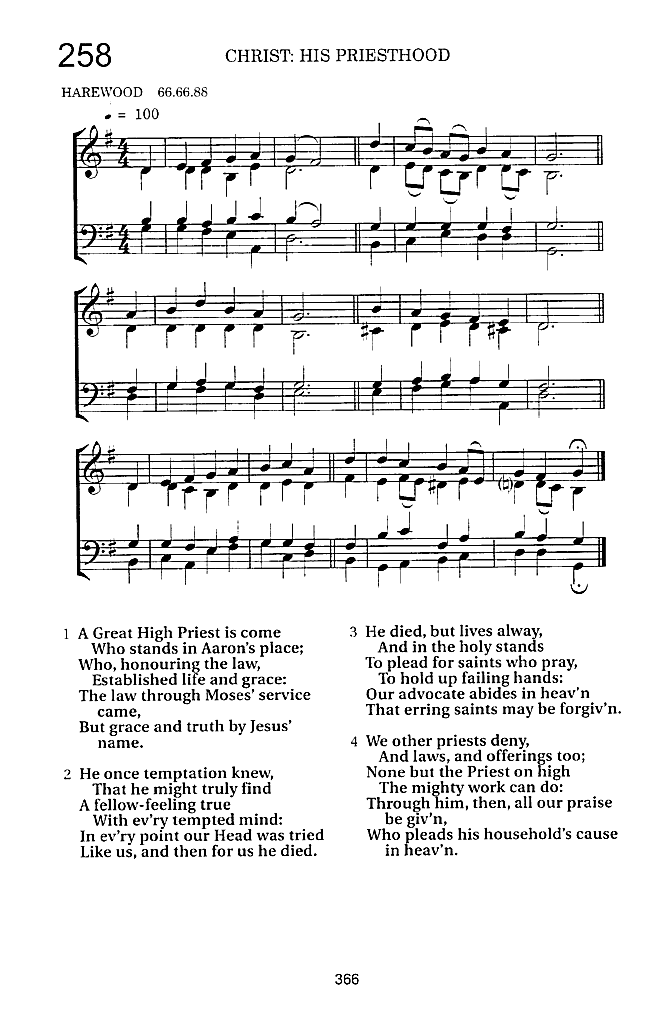 258
CHRIST: HIS PRIESTHOOD
HAREWOOD 66.66.88
♩ = 100
1 A Great High Priest is come
Who stands in Aaron's place;
Who, honouring the law,
Established life and grace:
The law through Moses' service
came,
But grace and truth by Jesus'
name.
2 He once temptation knew,
That he might truly find
A fellow-feeling true
With ev'ry tempted mind:
In ev'ry point our Head was tried
Like us, and then for us he died.
3 He died, but lives alway,
And in the holy stands
To plead for saints who pray,
To hold up failing hands:
Our advocate abides in heav'n
That erring saints may be forgiv'n.
4 We other priests deny,
And laws, and offerings too;
None but the Priest on high
The mighty work can do:
Through him, then, all our praise
be giv'n,
Who pleads his household's cause
in heav'n.
366